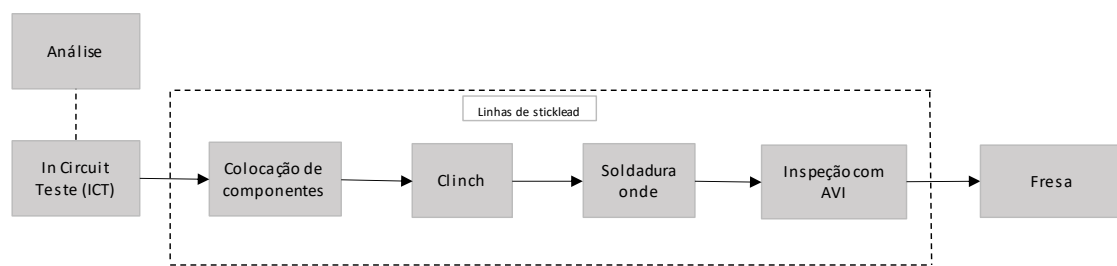 Análise
Linhas de sticklead
In Circuit
Teste (ICT)
Colocação de
componentes
Clinch
Soldadura
onde
Inspeção com
AVI
Fresa